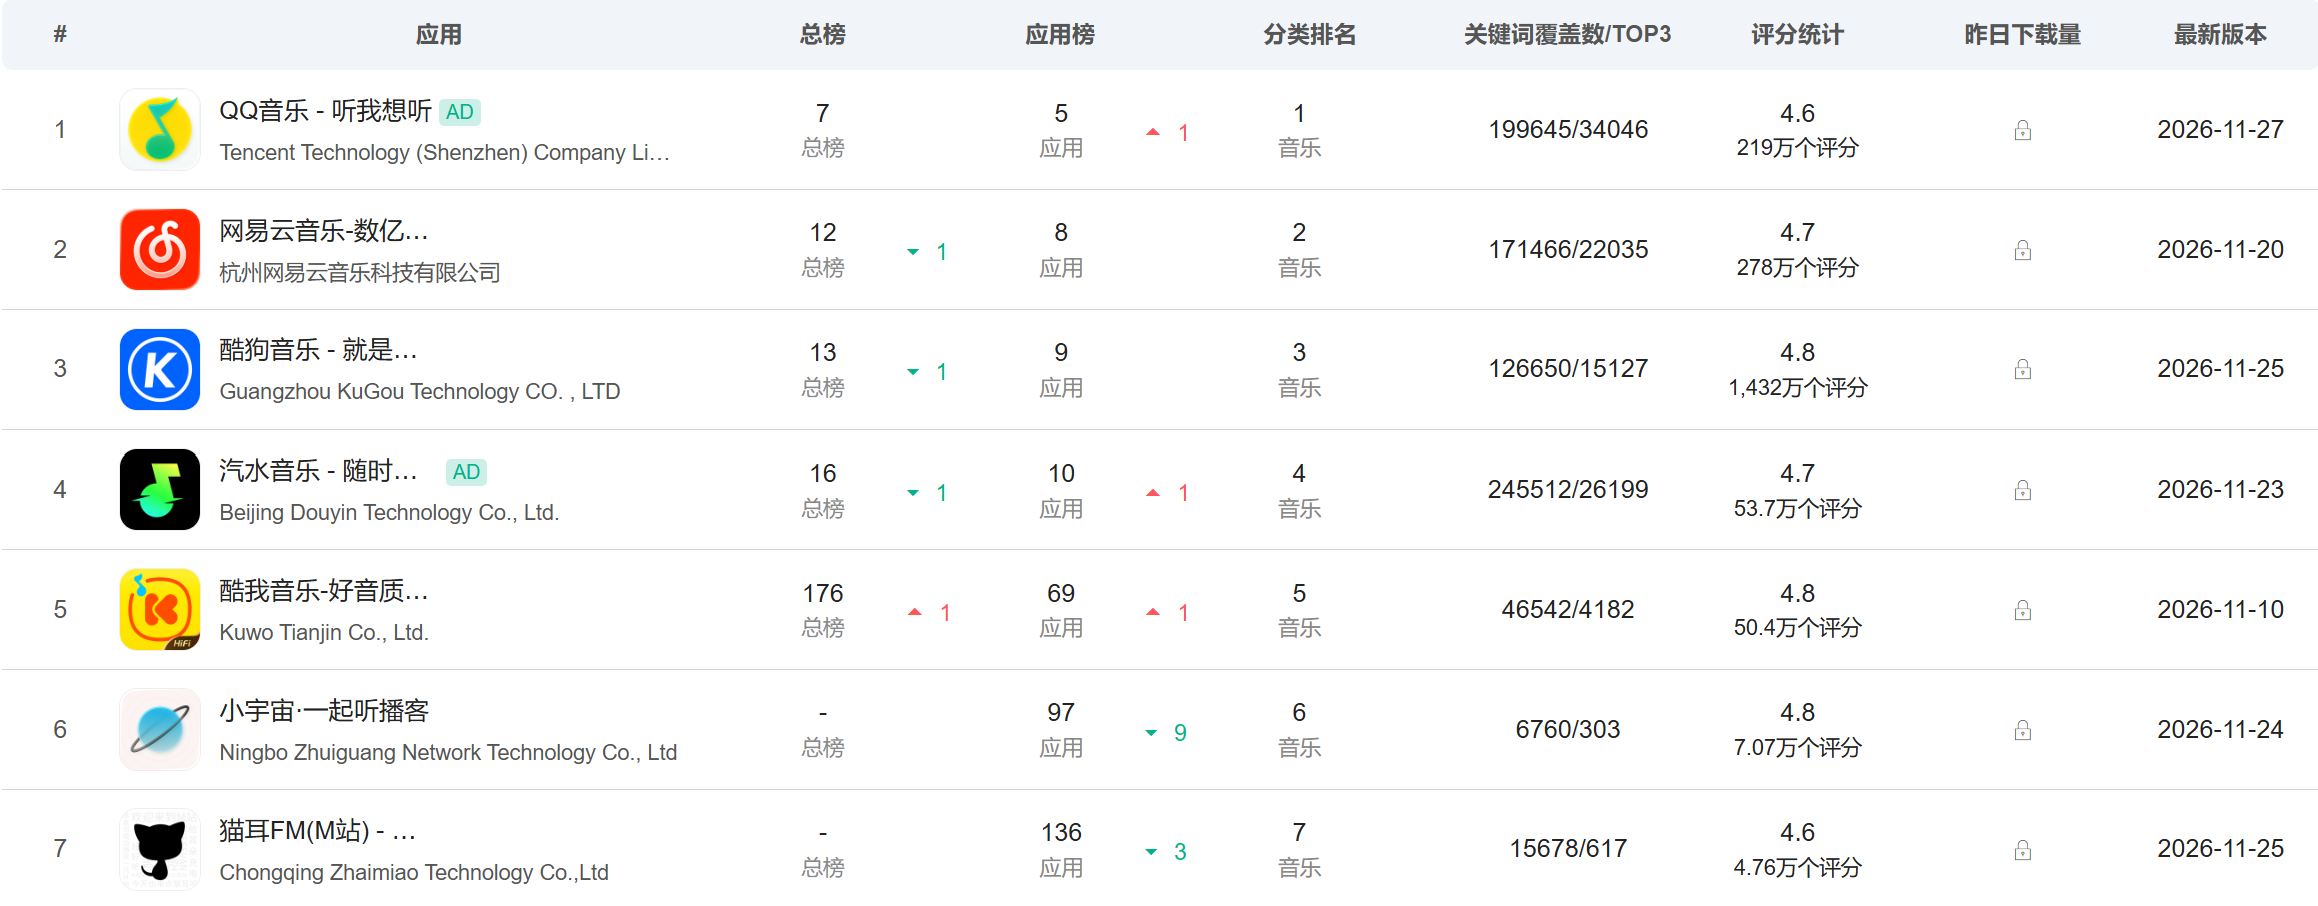 # 应用 总榜 应用榜 分类排名 关键词覆盖数/TOP3 评分统计 昨日下载量 最新版本
1 QQ音乐 - 听我想听 AD 7 总榜 5 应用 1 1 音乐 199645/34046 4.6 219万个评分 2026-11-27
Tencent Technology (Shenzhen) Company Li...
2 网易云音乐-数亿... 12 总榜 1 8 应用 2 音乐 171466/22035 4.7 278万个评分 2026-11-20
杭州网易云音乐科技有限公司
3 酷狗音乐 - 就是... 13 总榜 1 9 应用 3 音乐 126650/15127 4.8 1,432万个评分 2026-11-25
Guangzhou KuGou Technology CO. , LTD
4 汽水音乐 - 随时... AD 16 总榜 1 10 应用 1 4 音乐 245512/26199 4.7 53.7万个评分 2026-11-23
Beijing Douyin Technology Co., Ltd.
5 酷我音乐-好音质... 176 总榜 1 69 应用 1 5 音乐 46542/4182 4.8 50.4万个评分 2026-11-10
Kuwo Tianjin Co., Ltd.
HiFi
6 小宇宙·一起听播客 - 总榜 97 应用 9 6 音乐 6760/303 4.8 7.07万个评分 2026-11-24
Ningbo Zhuiguang Network Technology Co., Ltd
7 猫耳FM(M站) - ... - 总榜 136 应用 3 7 音乐 15678/617 4.6 4.76万个评分 2026-11-25
Chongqing Zhaimiao Technology Co.,Ltd